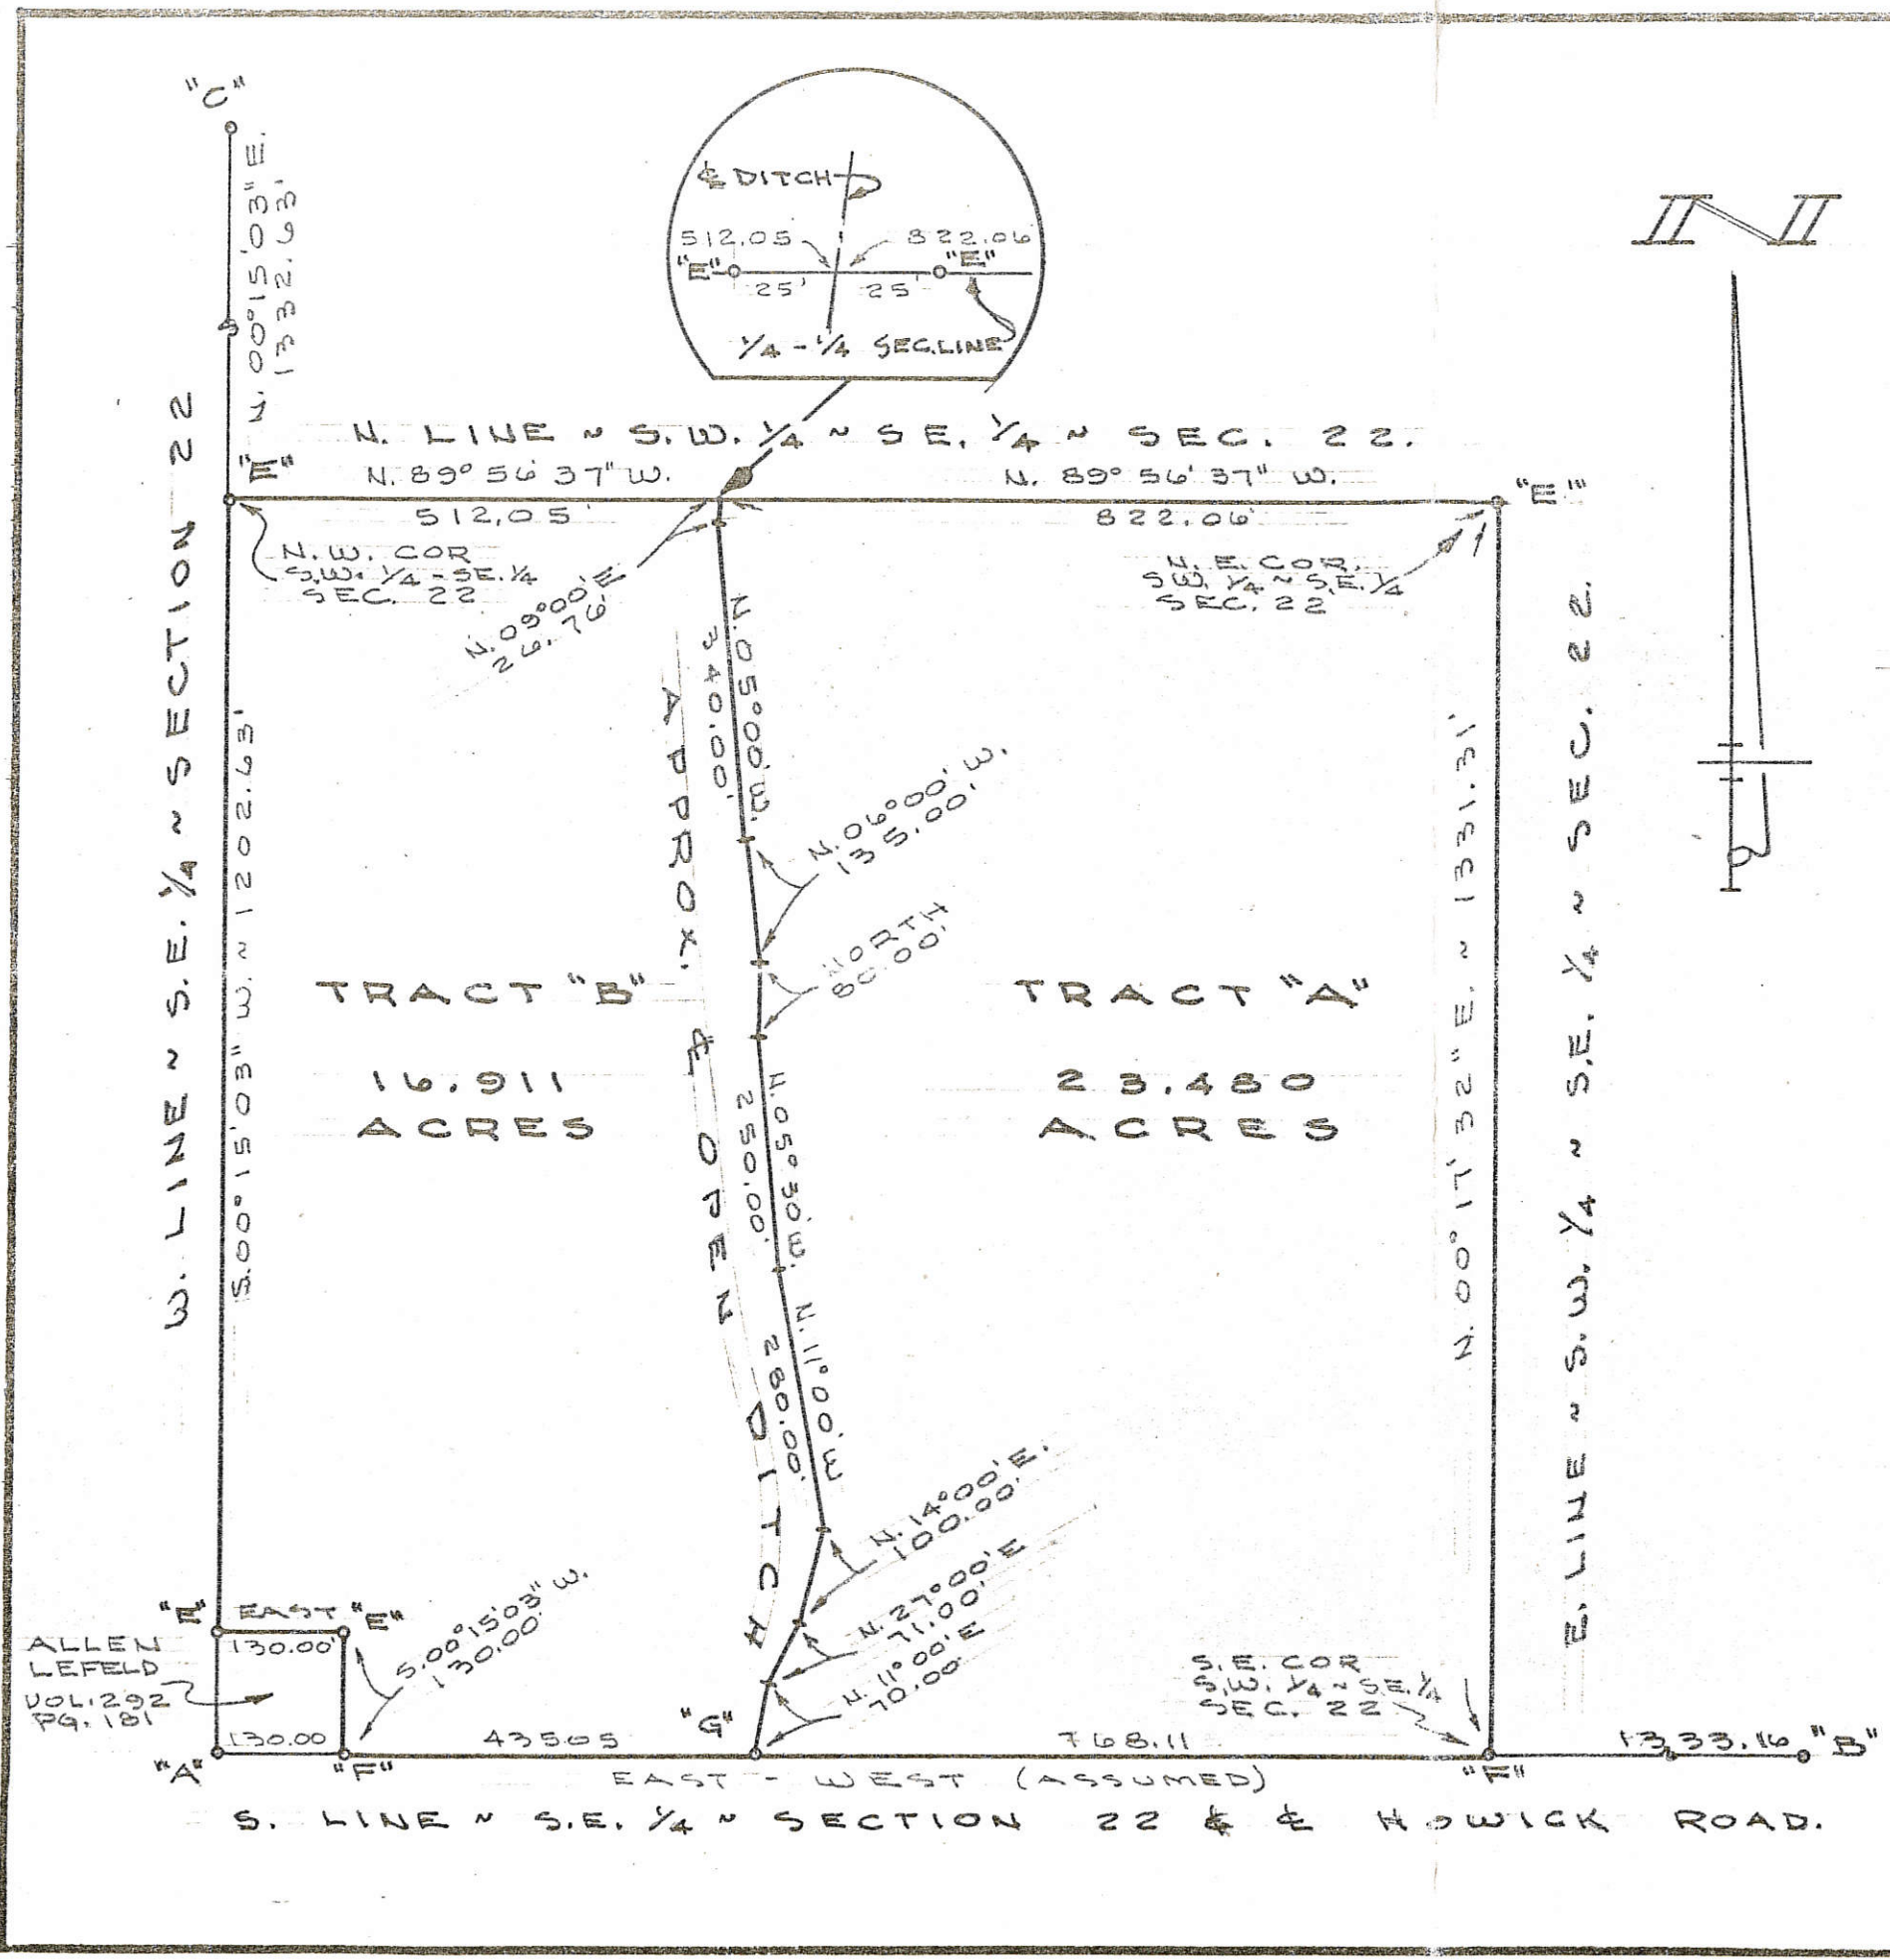 "C"
N. 00°15'03" E.
1332.63'
℄ DITCH
512.05
822.06
"E"
"E"
25'
25'
1/4 - 1/4 SEC. LINE
N
N. LINE ~ S.W. 1/4 ~ SE. 1/4 ~ SEC. 22.
"E"
N. 89° 56' 37" W.
N. 89° 56' 37" W.
"E"
512.05'
822.06'
N.W. COR
S.W. 1/4 - SE. 1/4
SEC. 22
N. E. COR.
S.W. 1/4 ~ S.E. 1/4
SEC. 22
N. 09°00' E
26.76'
W. LINE ~ S.E. 1/4 ~ SECTION 22
S.00°15'03" W. ~ 1202.63'
N. 05°00' W.
340.00'
N. 06°00' W.
135.00'
NORTH
80.00'
APPROX. ℄ OPEN DITCH
TRACT "B"
16.911
ACRES
TRACT "A"
23.480
ACRES
N. 00° 17' 32" E. ~ 1331.31'
E. LINE ~ S.W. 1/4 ~ S.E. 1/4 ~ SEC. 22.
N. 05° 30' W.
250.00'
N. 11° 00' W
280.00'
N. 14°00' E.
100.00'
N. 27°00' E
71.00'
N. 11°00' E
70.00'
"E" EAST "E"
130.00'
S.00°15'03" W.
130.00'
ALLEN
LEFELD
VOL. 292
PG. 181
S.E. COR
S.W. 1/4 ~ S.E. 1/4
SEC. 22
130.00
435.05
"G"
768.11
1333.16
"B"
"A"
"F"
"F"
EAST - WEST (ASSUMED)
S. LINE ~ S.E. 1/4 ~ SECTION 22 & ℄ HOWICK ROAD.